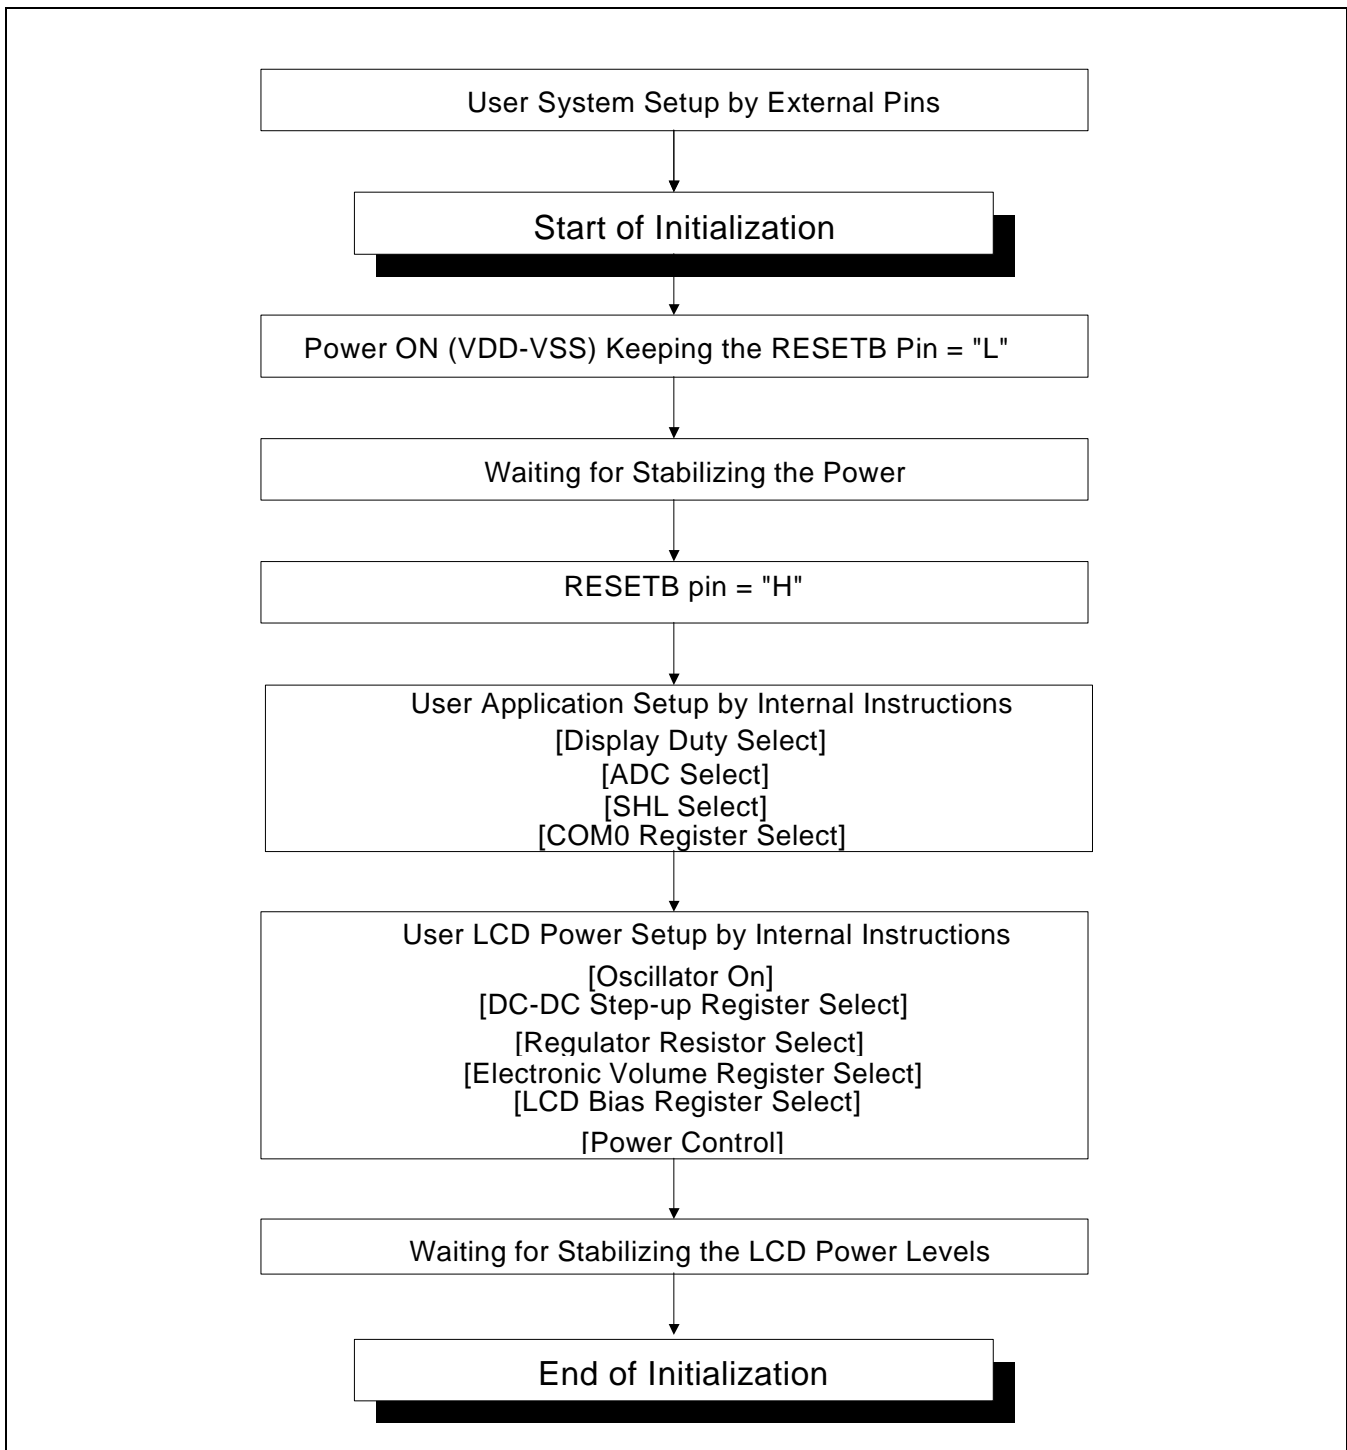 User System Setup by External Pins
Start of Initialization
Power ON (VDD-VSS) Keeping the RESETB Pin = "L"
Waiting for Stabilizing the Power
RESETB pin = "H"
User Application Setup by Internal Instructions
[Display Duty Select]
[ADC Select]
[SHL Select]
[COM0 Register Select]
User LCD Power Setup by Internal Instructions
[Oscillator On]
[DC-DC Step-up Register Select]
[Regulator Resistor Select]
[Electronic Volume Register Select]
[LCD Bias Register Select]
[Power Control]
Waiting for Stabilizing the LCD Power Levels
End of Initialization